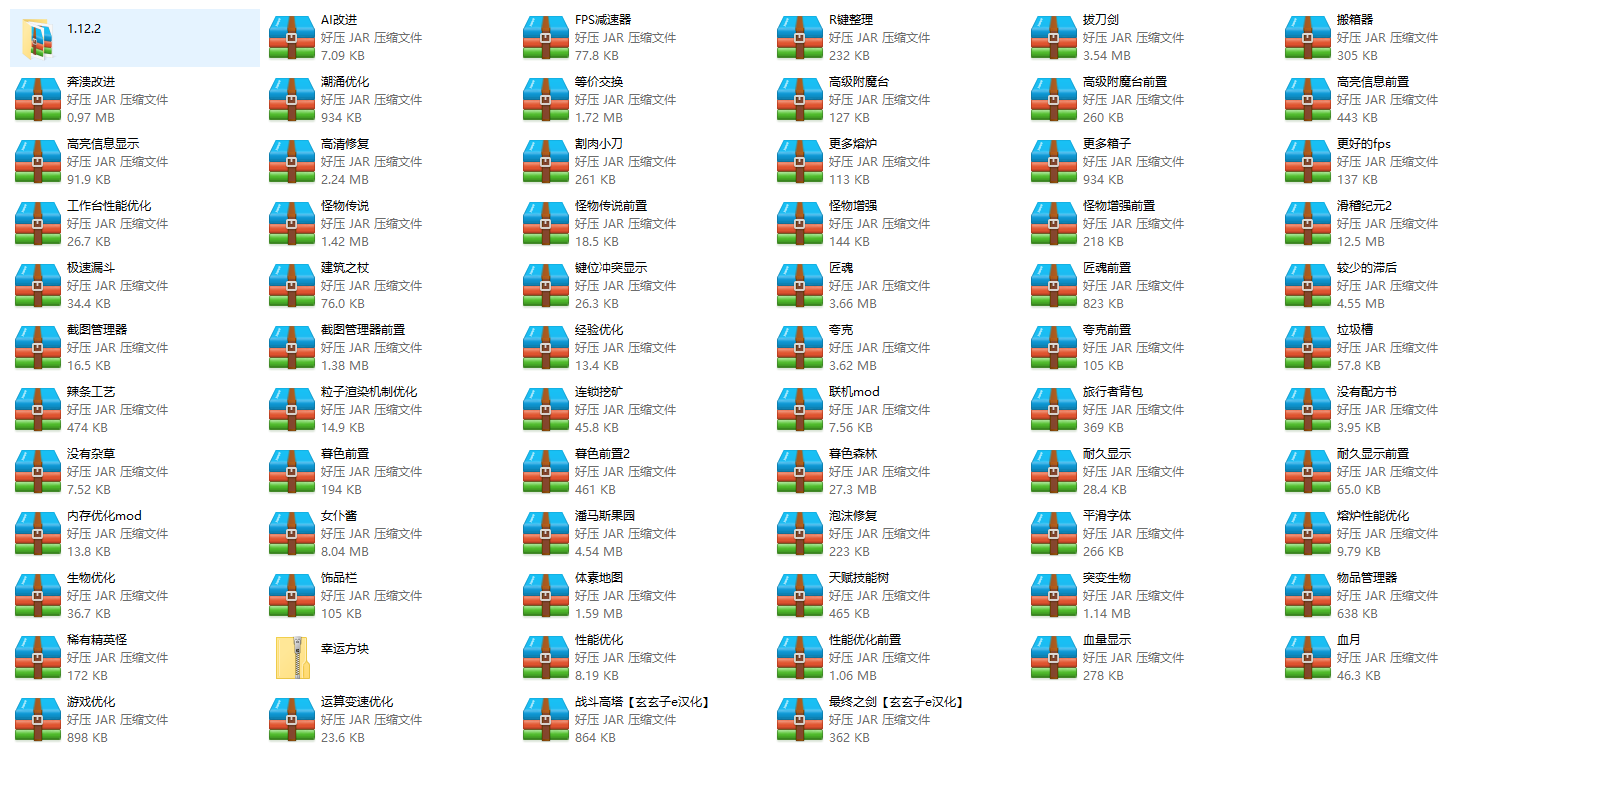 1.12.2
AI改进
好压 JAR 压缩文件
7.09 KB
FPS减速器
好压 JAR 压缩文件
77.8 KB
R键整理
好压 JAR 压缩文件
232 KB
拔刀剑
好压 JAR 压缩文件
3.54 MB
搬箱器
好压 JAR 压缩文件
305 KB
奔溃改进
好压 JAR 压缩文件
0.97 MB
潮涌优化
好压 JAR 压缩文件
934 KB
等价交换
好压 JAR 压缩文件
1.72 MB
高级附魔台
好压 JAR 压缩文件
127 KB
高级附魔台前置
好压 JAR 压缩文件
260 KB
高亮信息前置
好压 JAR 压缩文件
443 KB
高亮信息显示
好压 JAR 压缩文件
91.9 KB
高清修复
好压 JAR 压缩文件
2.24 MB
割肉小刀
好压 JAR 压缩文件
261 KB
更多熔炉
好压 JAR 压缩文件
113 KB
更多箱子
好压 JAR 压缩文件
934 KB
更好的fps
好压 JAR 压缩文件
137 KB
工作台性能优化
好压 JAR 压缩文件
26.7 KB
怪物传说
好压 JAR 压缩文件
1.42 MB
怪物传说前置
好压 JAR 压缩文件
18.5 KB
怪物增强
好压 JAR 压缩文件
144 KB
怪物增强前置
好压 JAR 压缩文件
218 KB
滑稽纪元2
好压 JAR 压缩文件
12.5 MB
极速漏斗
好压 JAR 压缩文件
34.4 KB
建筑之杖
好压 JAR 压缩文件
76.0 KB
键位冲突显示
好压 JAR 压缩文件
26.3 KB
匠魂
好压 JAR 压缩文件
3.66 MB
匠魂前置
好压 JAR 压缩文件
823 KB
较少的滞后
好压 JAR 压缩文件
4.55 MB
截图管理器
好压 JAR 压缩文件
16.5 KB
截图管理器前置
好压 JAR 压缩文件
1.38 MB
经验优化
好压 JAR 压缩文件
13.4 KB
夸克
好压 JAR 压缩文件
3.62 MB
夸克前置
好压 JAR 压缩文件
105 KB
垃圾槽
好压 JAR 压缩文件
57.8 KB
辣条工艺
好压 JAR 压缩文件
474 KB
粒子渲染机制优化
好压 JAR 压缩文件
14.9 KB
连锁挖矿
好压 JAR 压缩文件
45.8 KB
联机mod
好压 JAR 压缩文件
7.56 MB
旅行者背包
好压 JAR 压缩文件
369 KB
没有配方书
好压 JAR 压缩文件
3.95 KB
没有杂草
好压 JAR 压缩文件
7.52 KB
暮色前置
好压 JAR 压缩文件
194 KB
暮色前置2
好压 JAR 压缩文件
461 KB
暮色森林
好压 JAR 压缩文件
27.3 MB
耐久显示
好压 JAR 压缩文件
28.4 KB
耐久显示前置
好压 JAR 压缩文件
65.0 KB
内存优化mod
好压 JAR 压缩文件
13.8 KB
女仆酱
好压 JAR 压缩文件
8.04 MB
潘马斯果园
好压 JAR 压缩文件
4.54 MB
泡沫修复
好压 JAR 压缩文件
223 KB
平滑字体
好压 JAR 压缩文件
266 KB
熔炉性能优化
好压 JAR 压缩文件
9.79 KB
生物优化
好压 JAR 压缩文件
36.7 KB
饰品栏
好压 JAR 压缩文件
105 KB
体素地图
好压 JAR 压缩文件
1.59 MB
天赋技能树
好压 JAR 压缩文件
465 KB
突变生物
好压 JAR 压缩文件
1.14 MB
物品管理器
好压 JAR 压缩文件
638 KB
稀有精英怪
好压 JAR 压缩文件
172 KB
幸运方块
性能优化
好压 JAR 压缩文件
8.19 KB
性能优化前置
好压 JAR 压缩文件
1.06 MB
血量显示
好压 JAR 压缩文件
278 KB
血月
好压 JAR 压缩文件
46.3 KB
游戏优化
好压 JAR 压缩文件
898 KB
运算变速优化
好压 JAR 压缩文件
23.6 KB
战斗高塔【玄玄子e汉化】
好压 JAR 压缩文件
864 KB
最终之剑【玄玄子e汉化】
好压 JAR 压缩文件
362 KB